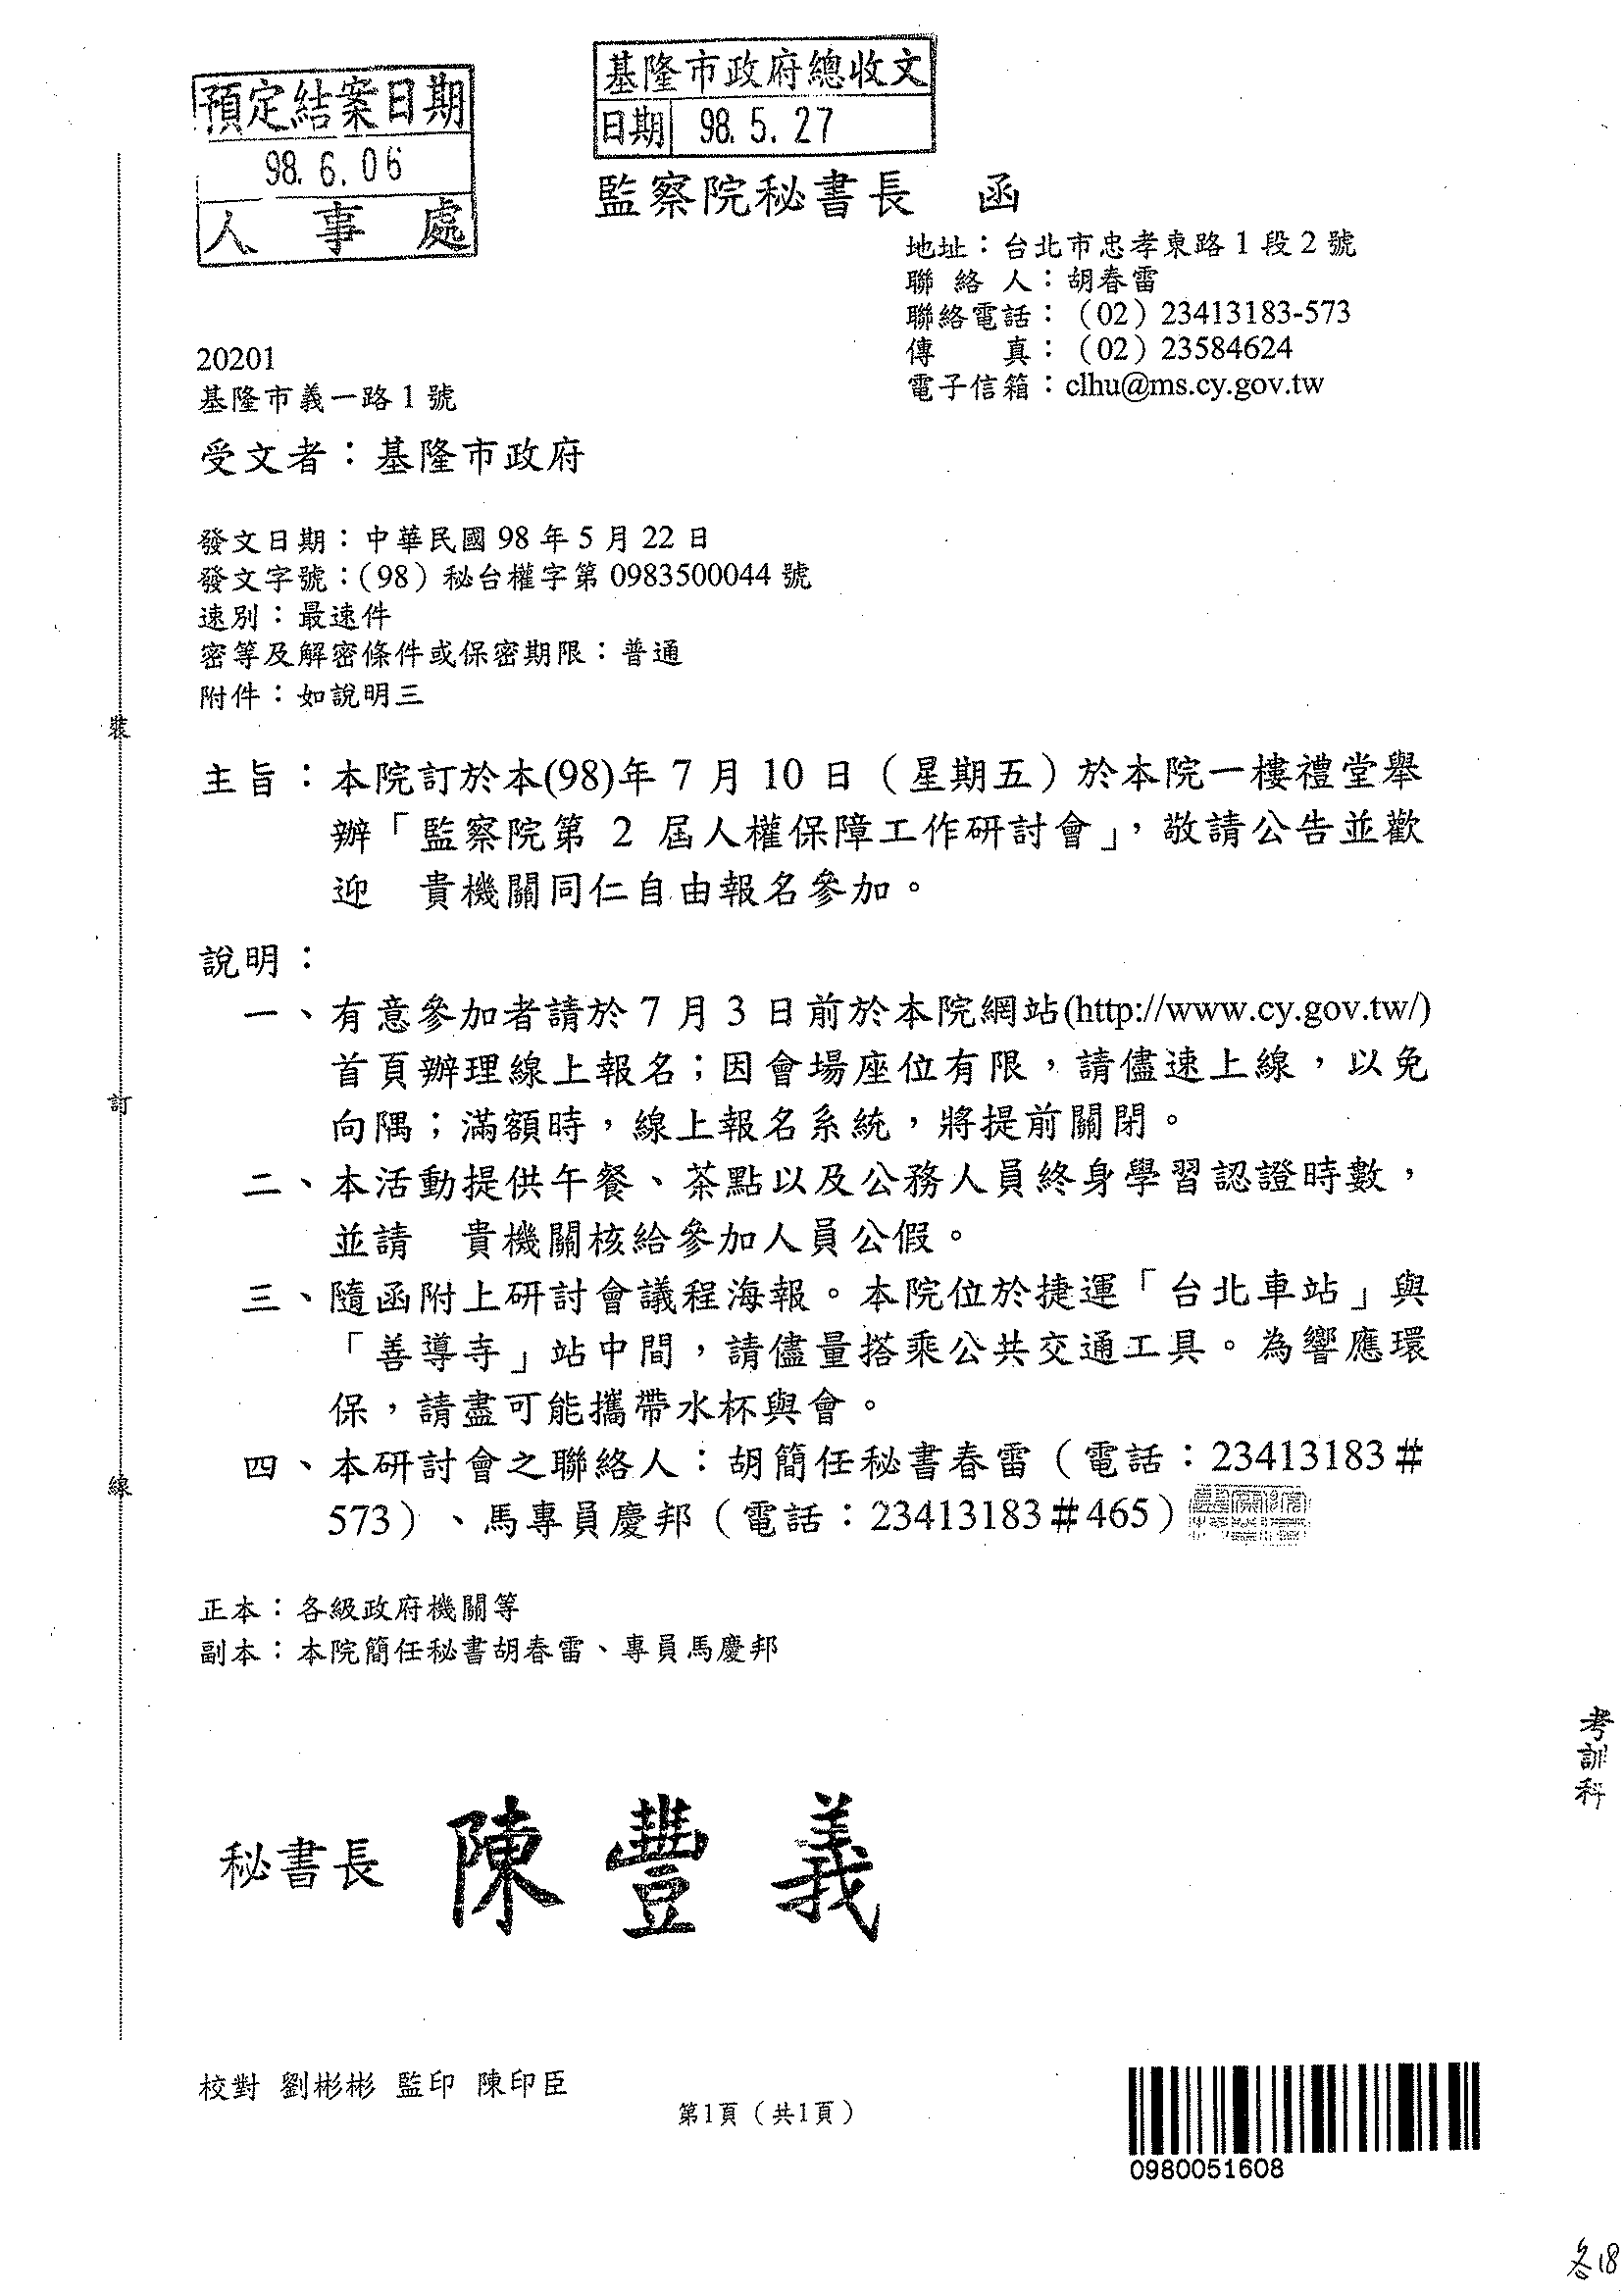 預定結案日期
98.6.06
人事處
基隆市政府總收文
日期 98.5.27
監察院秘書長 函
地址：台北市忠孝東路1段2號
聯絡人：胡春雷
聯絡電話：（02）23413183-573
傳 真：（02）23584624
電子信箱：clhu@ms.cy.gov.tw
20201
基隆市義一路1號
受文者：基隆市政府
發文日期：中華民國98年5月22日
發文字號：（98）秘台權字第0983500044號
速別：最速件
密等及解密條件或保密期限：普通
附件：如說明三
主旨：本院訂於本(98)年7月10日（星期五）於本院一樓禮堂舉
辦「監察院第2屆人權保障工作研討會」，敬請公告並歡
迎　貴機關同仁自由報名參加。
說明：
一、有意參加者請於7月3日前於本院網站(http://www.cy.gov.tw/)
首頁辦理線上報名；因會場座位有限，請儘速上線，以免
向隅；滿額時，線上報名系統，將提前關閉。
二、本活動提供午餐、茶點以及公務人員終身學習認證時數，
並請　貴機關核給參加人員公假。
三、隨函附上研討會議程海報。本院位於捷運「台北車站」與
「善導寺」站中間，請儘量搭乘公共交通工具。為響應環
保，請盡可能攜帶水杯與會。
四、本研討會之聯絡人：胡簡任秘書春雷（電話：23413183#
573）、馬專員慶邦（電話：23413183#465）
正本：各級政府機關等
副本：本院簡任秘書胡春雷、專員馬慶邦
秘書長 陳豐義
校對 劉彬彬 監印 陳印臣
第1頁（共1頁）
0980051608
裝
訂
線
考訓科